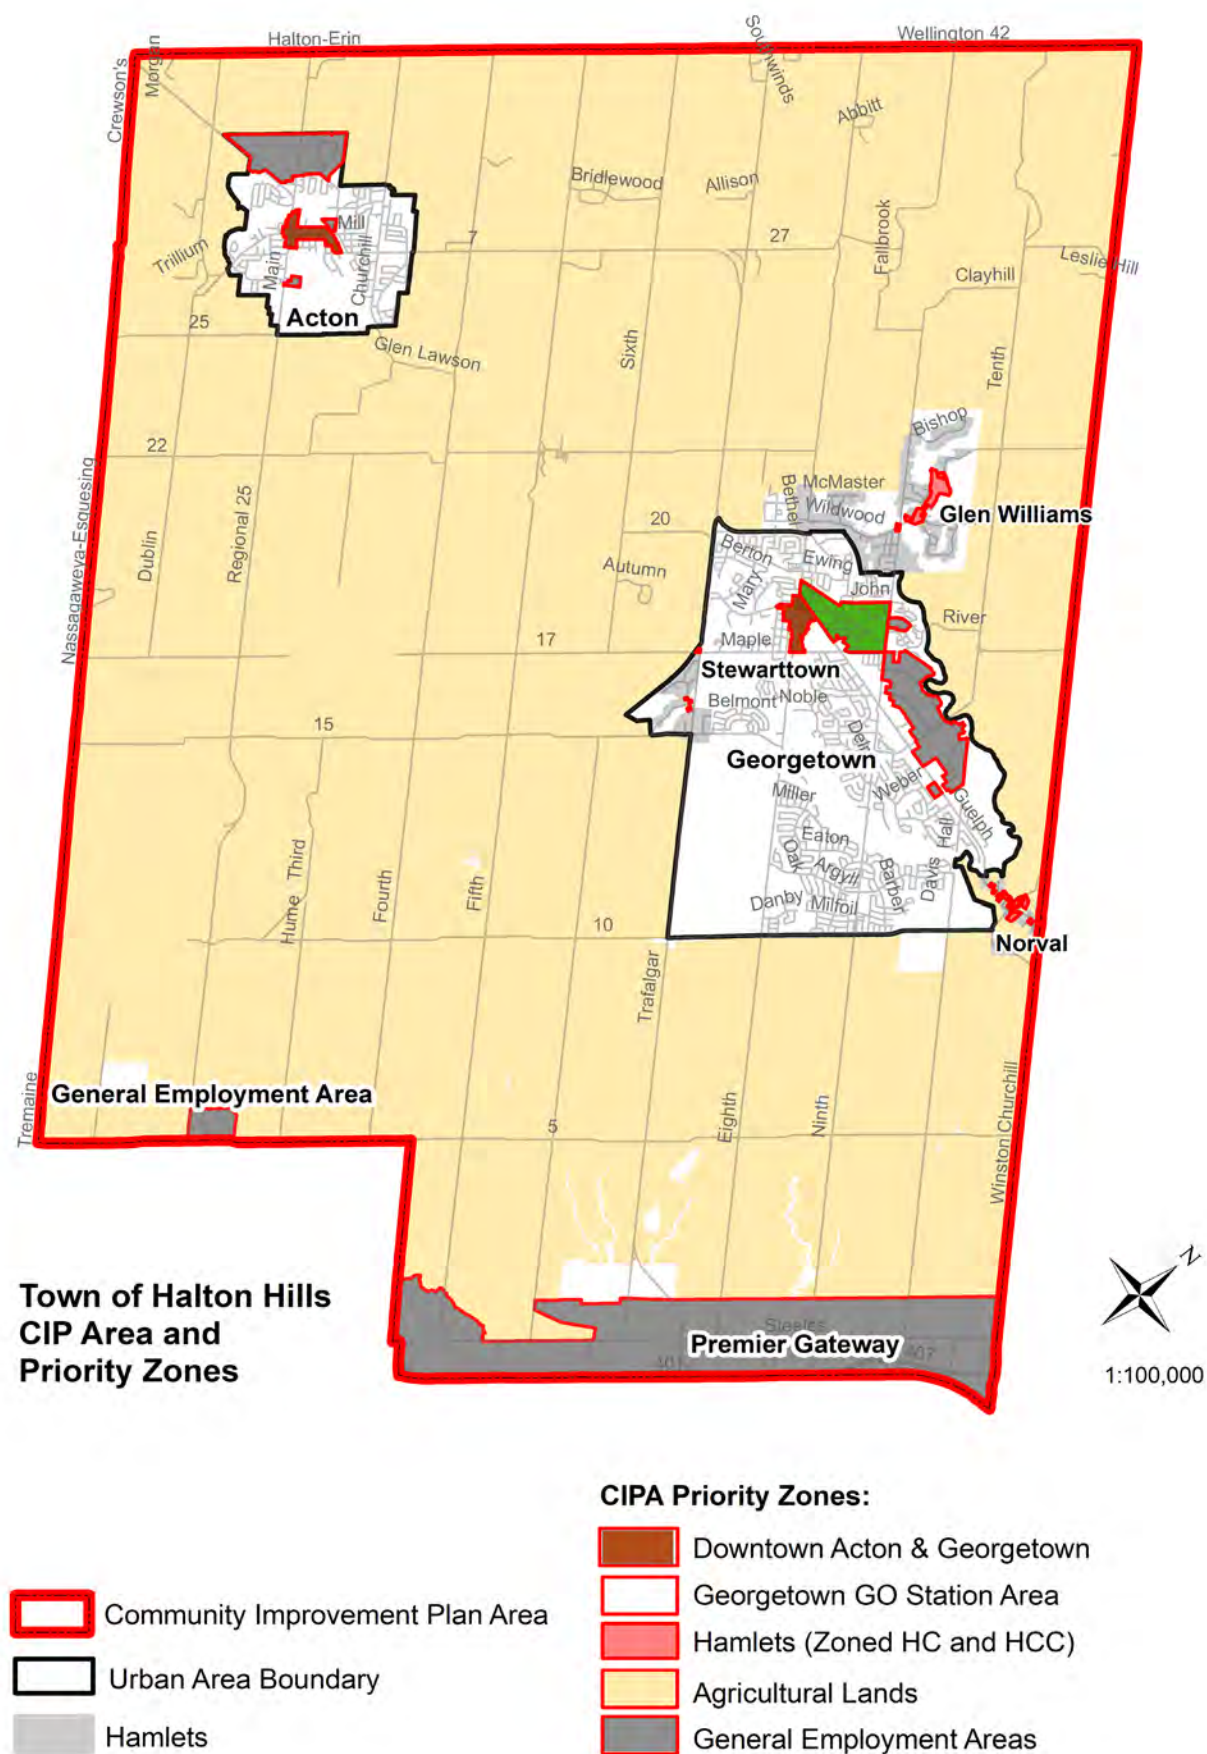 Halton-Erin
Wellington 42
Southwinds
Morgan
Crewson's
Abbitt
Bridlewood
Allison
Fallbrook
Mill
7
27
Trillium
Main
Churchill
Leslie Hill
Clayhill
Acton
25
Glen Lawson
Sixth
Tenth
Bishop
22
McMaster
Bethel
Wildwood
Glen Williams
Nassagaweya-Esquesing
Dublin
Regional 25
20
Berton
Ewing
Autumn
Mary
John
River
17
Maple
Stewarttown
Belmont
Noble
15
Georgetown
Weber
Miller
Guelph
Hall
Eaton
Oak
Argyll
Barber
Davis
Hume
Third
Fourth
Fifth
Danby
Milfoil
10
Norval
Trafalgar
Tremaine
General Employment Area
5
Eighth
Ninth
Winston Churchill
N
Town of Halton Hills
CIP Area and
Priority Zones
Steeles
Premier Gateway
401
407
1:100,000
CIPA Priority Zones:
Downtown Acton & Georgetown
Georgetown GO Station Area
Hamlets (Zoned HC and HCC)
Agricultural Lands
General Employment Areas
Community Improvement Plan Area
Urban Area Boundary
Hamlets